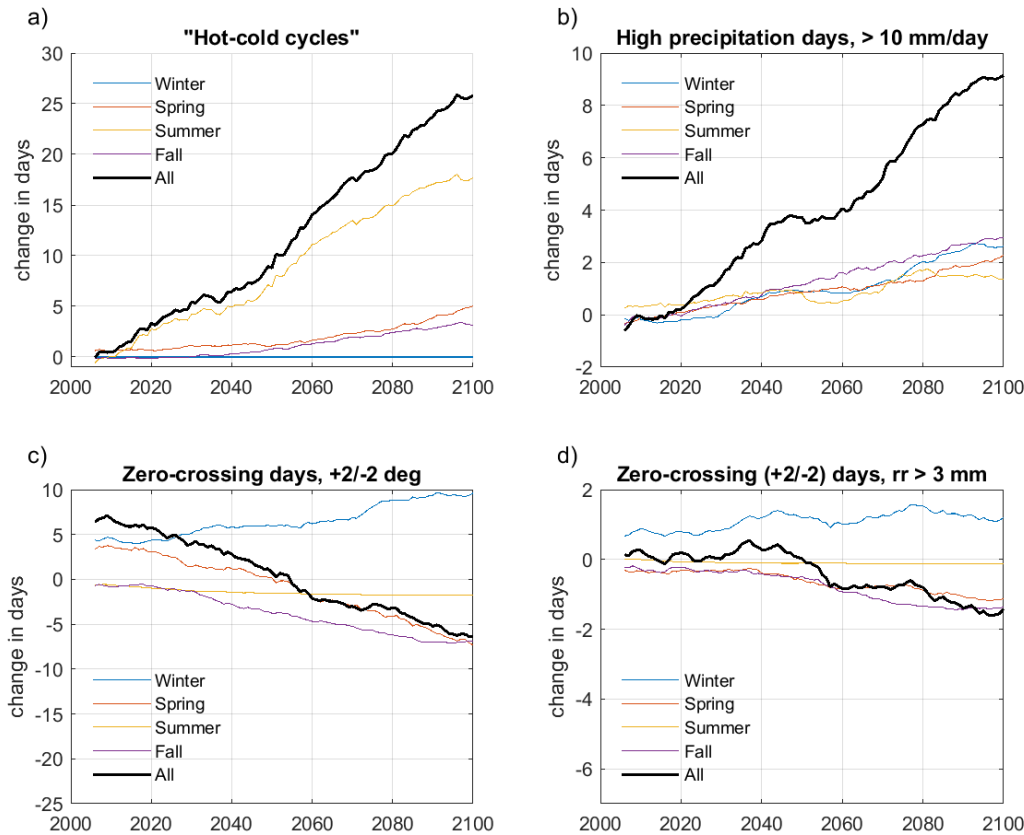 a)
"Hot-cold cycles"
change in days
30
25
20
15
10
5
0
2000 2020 2040 2060 2080 2100
Winter
Spring
Summer
Fall
All
b)
High precipitation days, > 10 mm/day
change in days
10
8
6
4
2
0
-2
2000 2020 2040 2060 2080 2100
Winter
Spring
Summer
Fall
All
c)
Zero-crossing days, +2/-2 deg
change in days
10
5
0
-5
-10
-15
-20
-25
2000 2020 2040 2060 2080 2100
Winter
Spring
Summer
Fall
All
d)
Zero-crossing (+2/-2) days, rr > 3 mm
change in days
2
0
-2
-4
-6
2000 2020 2040 2060 2080 2100
Winter
Spring
Summer
Fall
All